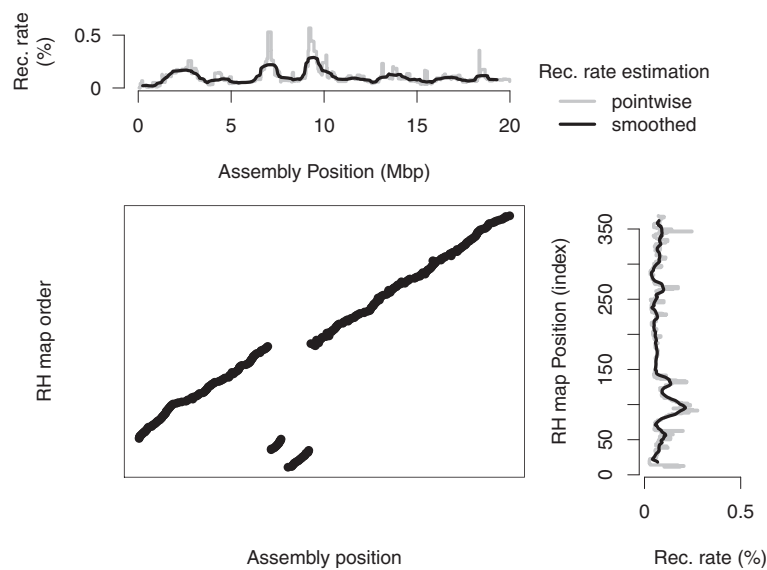 Rec. rate
(%)
0.5
0
0 5 10 15 20
Assembly Position (Mbp)
Rec. rate estimation
pointwise
smoothed
RH map order
Assembly position
RH map Position (index)
350
250
150
50
0
0 0.5
Rec. rate (%)